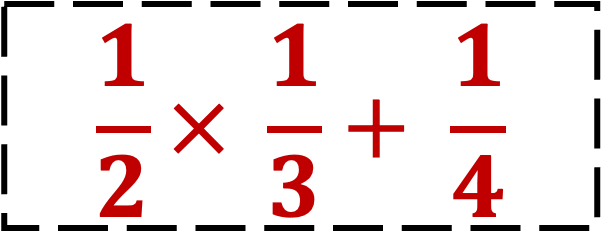 1/2 × 1/3 + 1/4